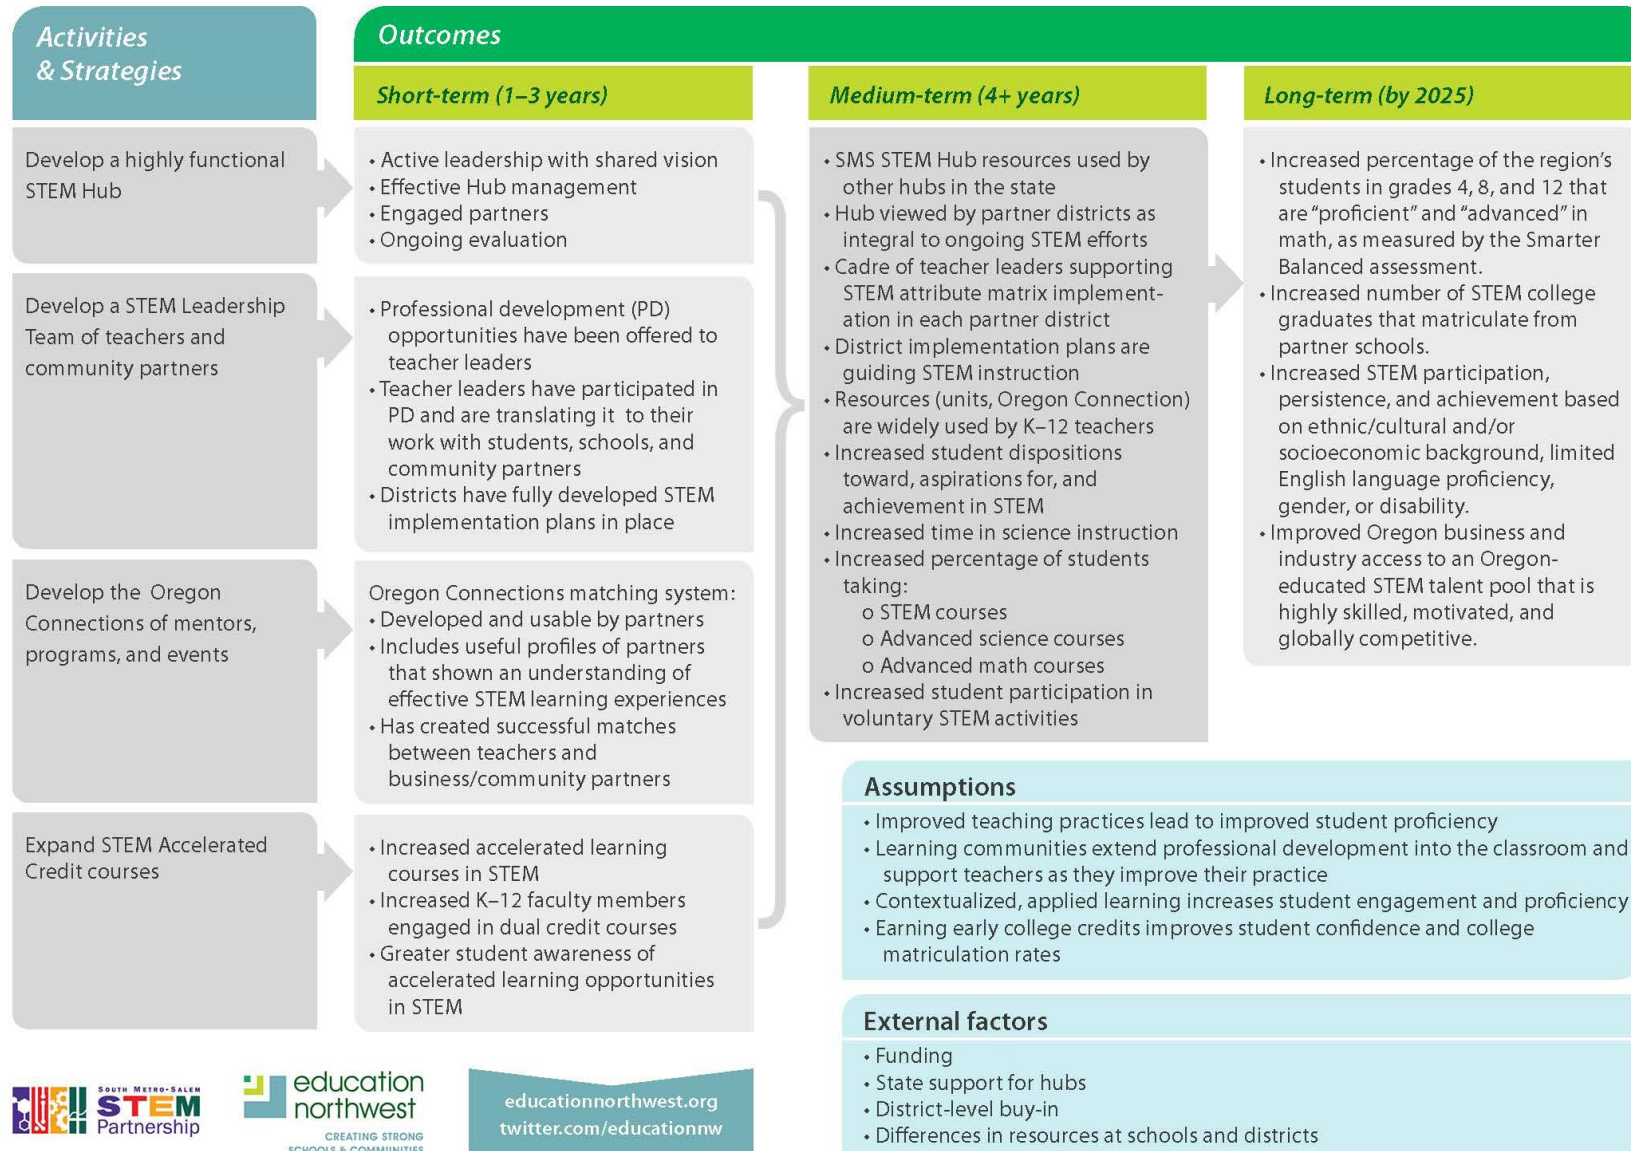 Activities
& Strategies
Outcomes
Short-term (1–3 years)
Medium-term (4+ years)
Long-term (by 2025)
Develop a highly functional
STEM Hub
• Active leadership with shared vision
• Effective Hub management
• Engaged partners
• Ongoing evaluation
Develop a STEM Leadership
Team of teachers and
community partners
• Professional development (PD)
opportunities have been offered to
teacher leaders
• Teacher leaders have participated in
PD and are translating it to their
work with students, schools, and
community partners
• Districts have fully developed STEM
implementation plans in place
Develop the Oregon
Connections of mentors,
programs, and events
Oregon Connections matching system:
• Developed and usable by partners
• Includes useful profiles of partners
that shown an understanding of
effective STEM learning experiences
• Has created successful matches
between teachers and
business/community partners
Expand STEM Accelerated
Credit courses
• Increased accelerated learning
courses in STEM
• Increased K–12 faculty members
engaged in dual credit courses
• Greater student awareness of
accelerated learning opportunities
in STEM
• SMS STEM Hub resources used by
other hubs in the state
• Hub viewed by partner districts as
integral to ongoing STEM efforts
• Cadre of teacher leaders supporting
STEM attribute matrix implement-
ation in each partner district
• District implementation plans are
guiding STEM instruction
• Resources (units, Oregon Connection)
are widely used by K–12 teachers
• Increased student dispositions
toward, aspirations for, and
achievement in STEM
• Increased time in science instruction
• Increased percentage of students
taking:
o STEM courses
o Advanced science courses
o Advanced math courses
• Increased student participation in
voluntary STEM activities
• Increased percentage of the region's
students in grades 4, 8, and 12 that
are “proficient” and “advanced” in
math, as measured by the Smarter
Balanced assessment.
• Increased number of STEM college
graduates that matriculate from
partner schools.
• Increased STEM participation,
persistence, and achievement based
on ethnic/cultural and/or
socioeconomic background, limited
English language proficiency,
gender, or disability.
• Improved Oregon business and
industry access to an Oregon-
educated STEM talent pool that is
highly skilled, motivated, and
globally competitive.
Assumptions
• Improved teaching practices lead to improved student proficiency
• Learning communities extend professional development into the classroom and
support teachers as they improve their practice
• Contextualized, applied learning increases student engagement and proficiency
• Earning early college credits improves student confidence and college
matriculation rates
External factors
• Funding
• State support for hubs
• District-level buy-in
• Differences in resources at schools and districts
SOUTH METRO-SALEM
STEM
Partnership
education
northwest
CREATING STRONG
SCHOOLS & COMMUNITIES
educationnorthwest.org
twitter.com/educationnw